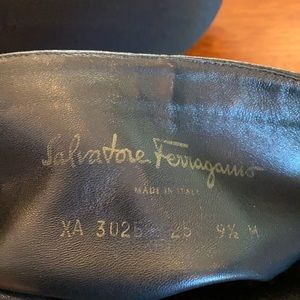 Salvatore Ferragamo
MADE IN ITALY
XA 3025 25 9½ M